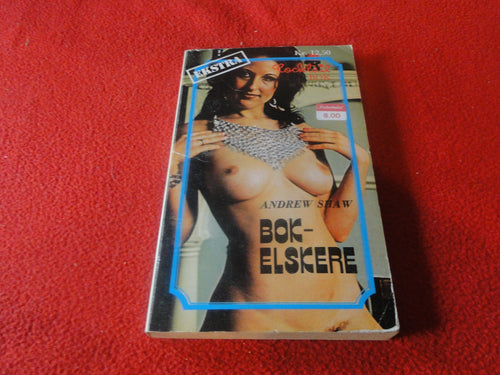 EKSTRA
Kr. 12,50
8.00
ANDREW SHAW
BOK-
ELSKERE